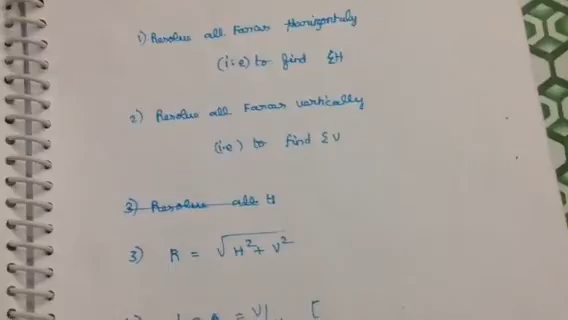 1) Resolve all Forces Horizontally
(i.e) to find ΣH
2) Resolve all Forces vertically
(i.e) to find ΣV
3) Resolve all H
3) R = √H²+V²
= V/